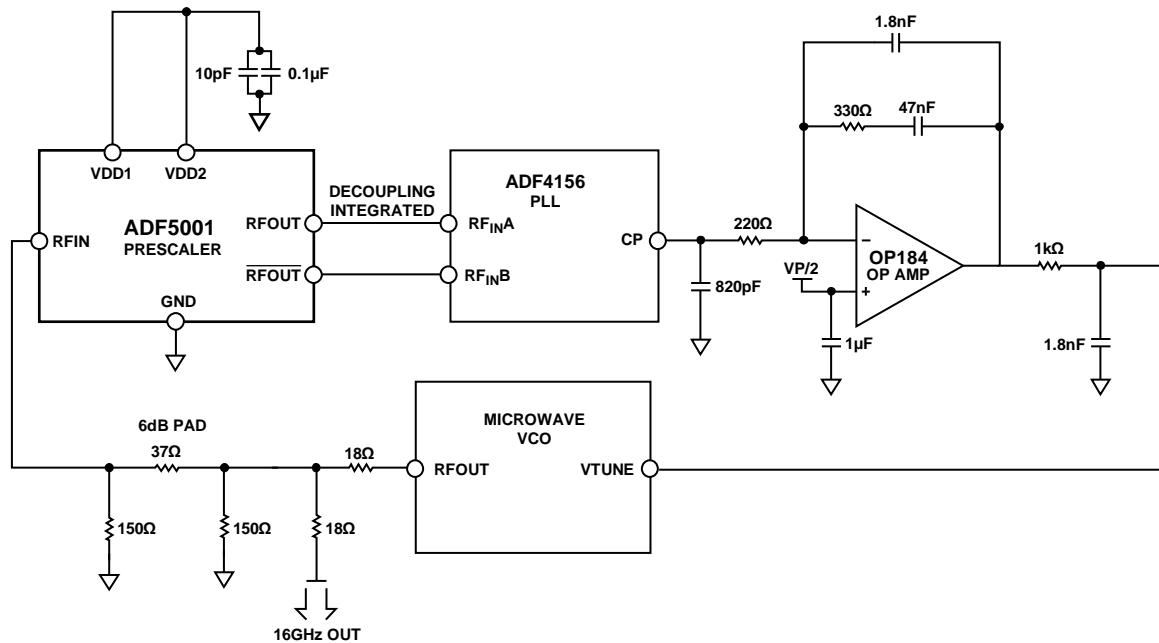 1.8nF
10pF
0.1µF
330Ω
47nF
VDD1
VDD2
ADF5001
PRESCALER
RFIN
RFOUT
RFOUT
GND
DECOUPLING
INTEGRATED
ADF4156
PLL
RFINA
RFINB
CP
220Ω
820pF
VP/2
1µF
−
+
OP184
OP AMP
1kΩ
1.8nF
MICROWAVE
VCO
RFOUT
VTUNE
6dB PAD
37Ω
18Ω
150Ω
150Ω
18Ω
16GHz OUT